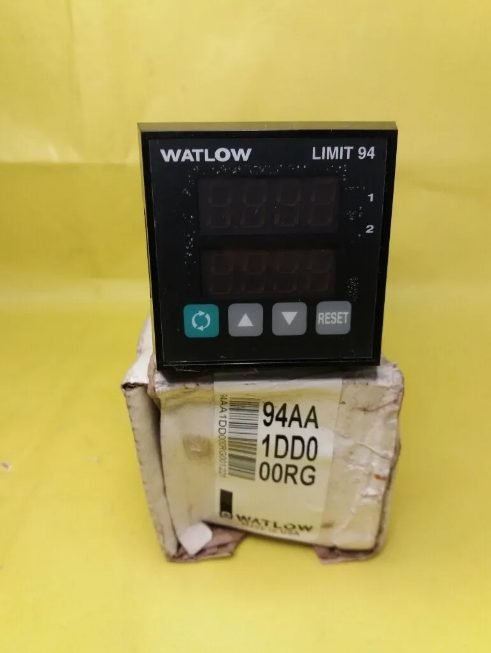 WATLOW LIMIT 94
1
2
RESET
94AA
1DD0
00RG
WATLOW